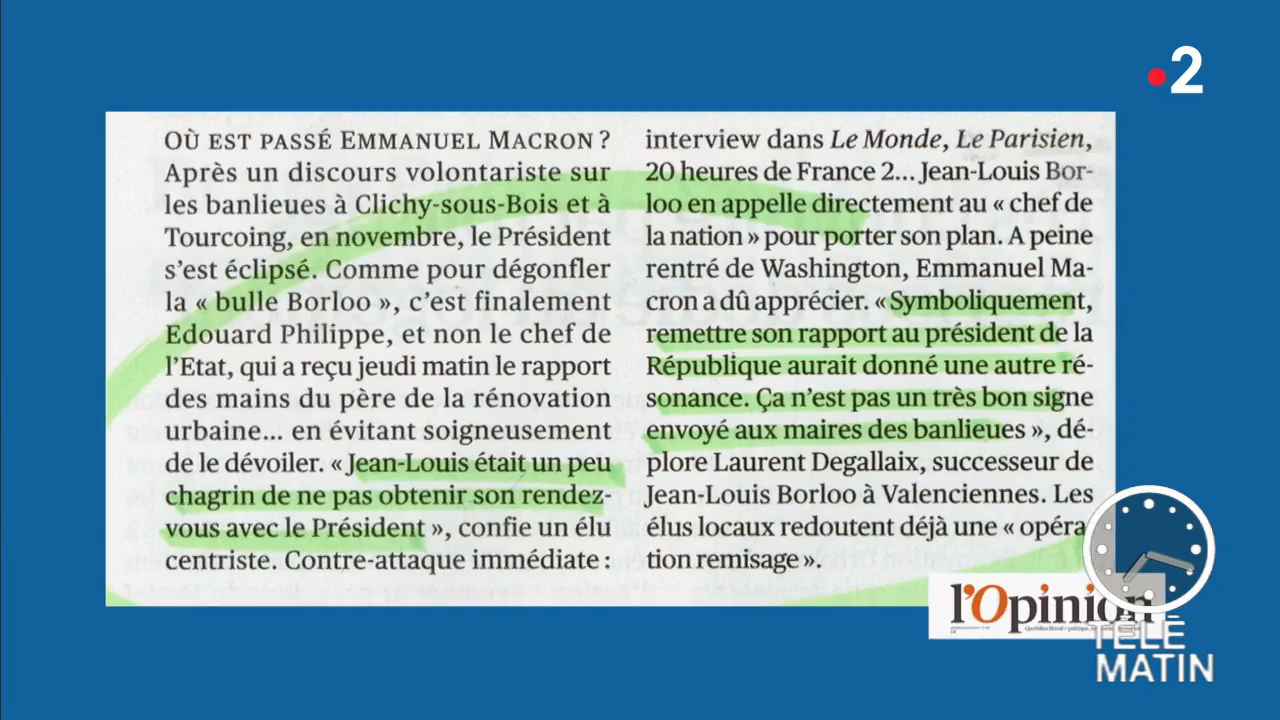 2
OÙ EST PASSÉ EMMANUEL MACRON ?
Après un discours volontariste sur
les banlieues à Clichy-sous-Bois et à
Tourcoing, en novembre, le Président
s’est éclipsé. Comme pour dégonfler
la « bulle Borloo », c’est finalement
Edouard Philippe, et non le chef de
l’Etat, qui a reçu jeudi matin le rapport
des mains du père de la rénovation
urbaine... en évitant soigneusement
de le dévoiler. « Jean-Louis était un peu
chagrin de ne pas obtenir son rendez-
vous avec le Président », confie un élu
centriste. Contre-attaque immédiate :
interview dans Le Monde, Le Parisien,
20 heures de France 2... Jean-Louis Bor-
loo en appelle directement au « chef de
la nation » pour porter son plan. A peine
rentré de Washington, Emmanuel Ma-
cron a dû apprécier. « Symboliquement,
remettre son rapport au président de la
République aurait donné une autre ré-
sonance. Ça n’est pas un très bon signe
envoyé aux maires des banlieues », dé-
plore Laurent Degallaix, successeur de
Jean-Louis Borloo à Valenciennes. Les
élus locaux redoutent déjà une « opéra
tion remisage ».
l’Opinion
TÉLÉ
MATIN